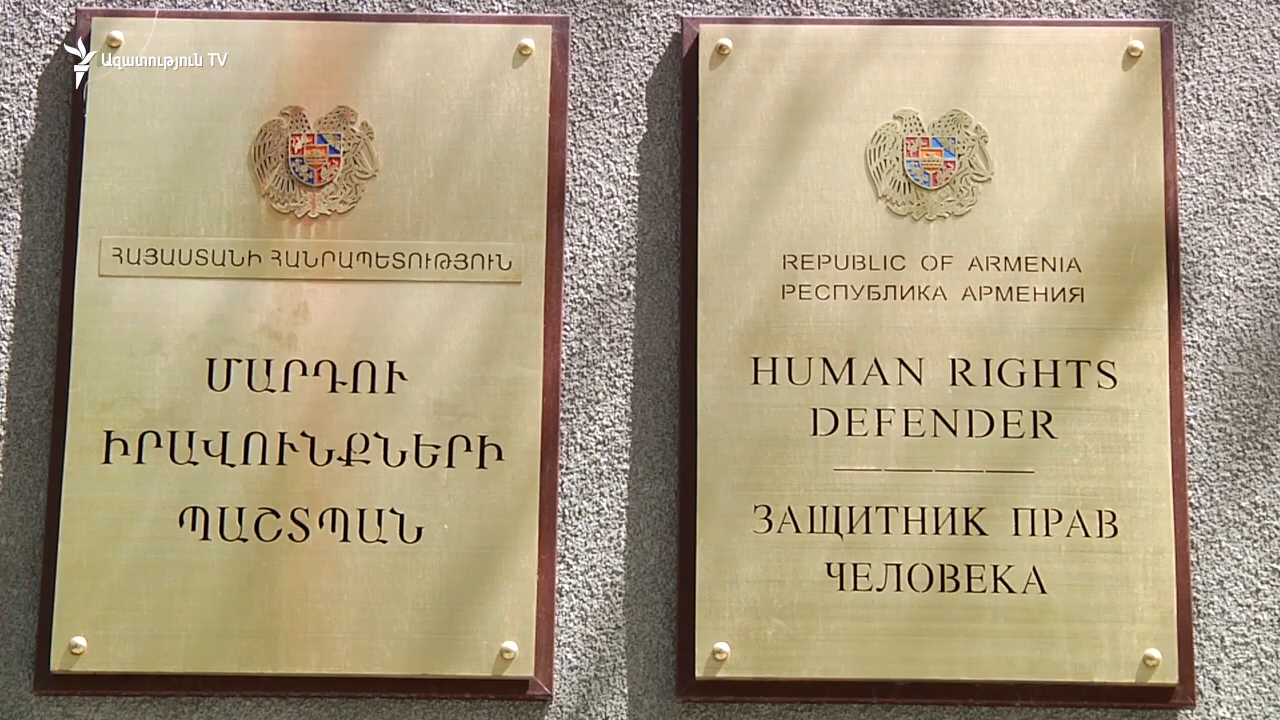 Ազատություն TV
ՀԱՅԱՍՏԱՆԻ ՀԱՆՐԱՊԵՏՈՒԹՅՈՒՆ
ՄԱՐԴՈՒ
ԻՐԱՎՈՒՆՔՆԵՐԻ
ՊԱՇՏՊԱՆ
REPUBLIC OF ARMENIA
РЕСПУБЛИКА АРМЕНИЯ
HUMAN RIGHTS
DEFENDER
ЗАЩИТНИК ПРАВ
ЧЕЛОВЕКА